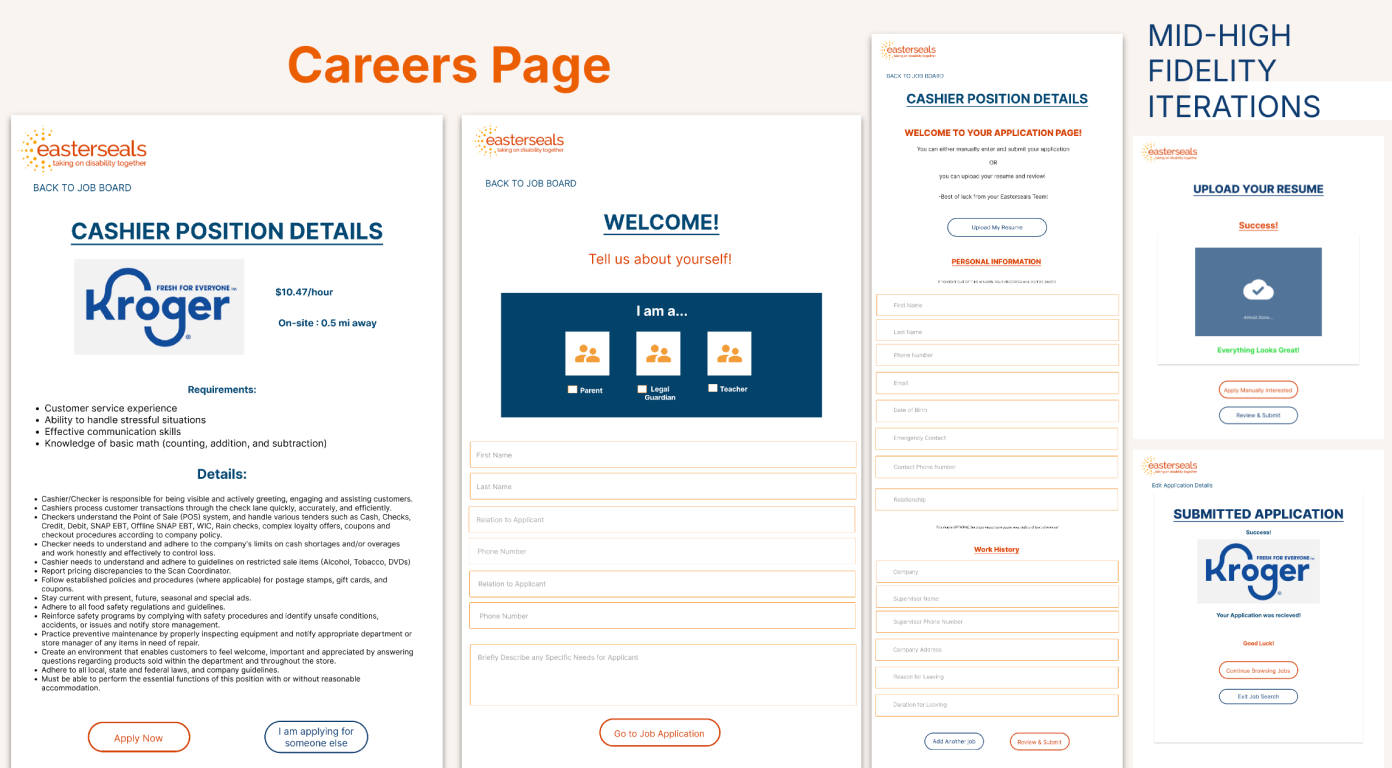 Careers Page
MID-HIGH
FIDELITY
ITERATIONS
easterseals
taking on disability together
BACK TO JOB BOARD
CASHIER POSITION DETAILS
FRESH FOR EVERYONE™
Kroger®
$10.47/hour
On-site : 0.5 mi away
Requirements:
• Customer service experience
• Ability to handle stressful situations
• Effective communication skills
• Knowledge of basic math (counting, addition, and subtraction)
Details:
• Cashier/Checker is responsible for being visible and actively greeting, engaging and assisting customers.
• Cashiers process customer transactions through the check lane quickly, accurately, and efficiently.
• Checkers understand the Point of Sale (POS) system, and handle various tenders such as Cash, Checks,
Credit, Debit, SNAP EBT, Offline SNAP EBT, WIC, Rain checks, complex loyalty offers, coupons and
checkout procedures according to company policy.
• Checker needs to understand and adhere to the company's limits on cash shortages and/or overages
and work honestly and effectively to control loss.
• Cashier needs to understand and adhere to guidelines on restricted sale items (Alcohol, Tobacco, DVDs)
• Report pricing discrepancies to the Scan Coordinator.
• Follow established policies and procedures (where applicable) for postage stamps, gift cards, and
coupons.
• Stay current with present, future, seasonal and special ads.
• Adhere to all food safety regulations and guidelines.
• Reinforce safety programs by complying with safety procedures and identify unsafe conditions,
accidents, or issues and notify store management.
• Practice preventive maintenance by properly inspecting equipment and notify appropriate department or
store manager of any items in need of repair.
• Create an environment that enables customers to feel welcome, important and appreciated by answering
questions regarding products sold within the department and throughout the store.
• Adhere to all local, state and federal laws, and company guidelines.
• Must be able to perform the essential functions of this position with or without reasonable
accommodation.
Apply Now
I am applying for
someone else
easterseals
taking on disability together
BACK TO JOB BOARD
WELCOME!
Tell us about yourself!
I am a...
Parent
Legal
Guardian
Teacher
First Name
Last Name
Relation to Applicant
Phone Number
Relation to Applicant
Phone Number
Briefly Describe any Specific Needs for Applicant
Go to Job Application
easterseals
taking on disability together
BACK TO JOB BOARD
CASHIER POSITION DETAILS
WELCOME TO YOUR APPLICATION PAGE!
You can either manually enter and submit your application
OR
you can upload your resume and review!
-Best of luck from your Easterseals Team!
Upload My Resume
PERSONAL INFORMATION
First Name
Last Name
Phone Number
Email
Date of Birth
Emergency Contact
Contact Phone Number
Relationship
Work History
Company
Supervisor Name
Supervisor Phone Number
Company Address
Reason for Leaving
Duration for Leaving
Add Another job
Review & Submit
easterseals
taking on disability together
UPLOAD YOUR RESUME
Success!
Everything Looks Great!
Apply Manually Interested
Review & Submit
easterseals
taking on disability together
Edit Application Details
SUBMITTED APPLICATION
Success!
FRESH FOR EVERYONE™
Kroger®
Your Application was recieved!
Good Luck!
Continue Browsing Jobs
Exit Job Search